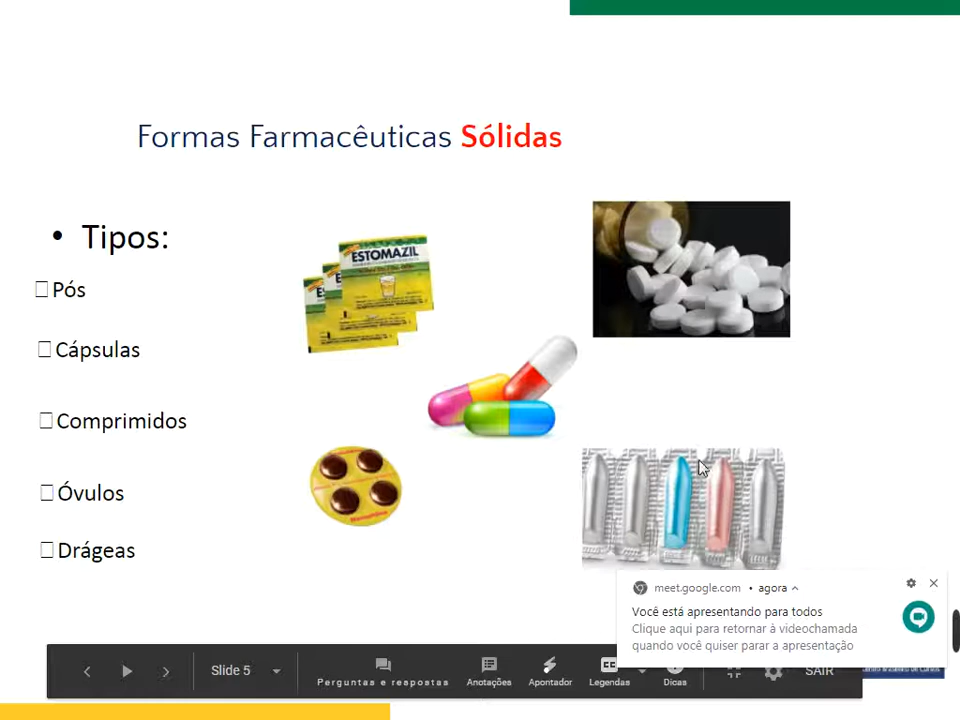 Formas Farmacêuticas Sólidas
• Tipos:
Pós
Cápsulas
Comprimidos
Óvulos
Drágeas
ESTOMAZIL
meet.google.com • agora
Você está apresentando para todos
Clique aqui para retornar à videochamada
quando você quiser parar a apresentação
Slide 5
Perguntas e respostas
Anotações
Apontador
CC
Legendas
Dicas
SAIR